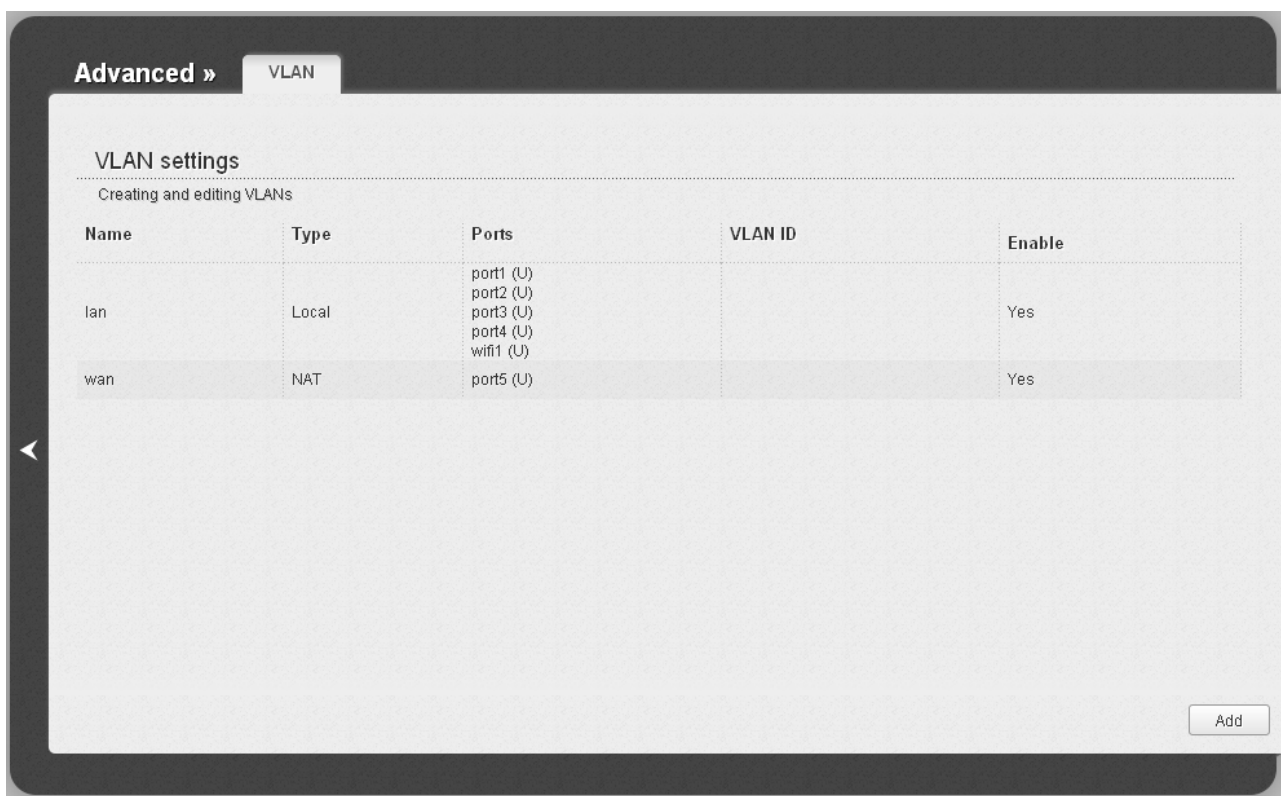 Advanced » VLAN
VLAN settings
Creating and editing VLANs
Name Type Ports VLAN ID Enable
port1 (U)
port2 (U)
lan Local port3 (U) Yes
port4 (U)
wifi1 (U)
wan NAT port5 (U) Yes
Add